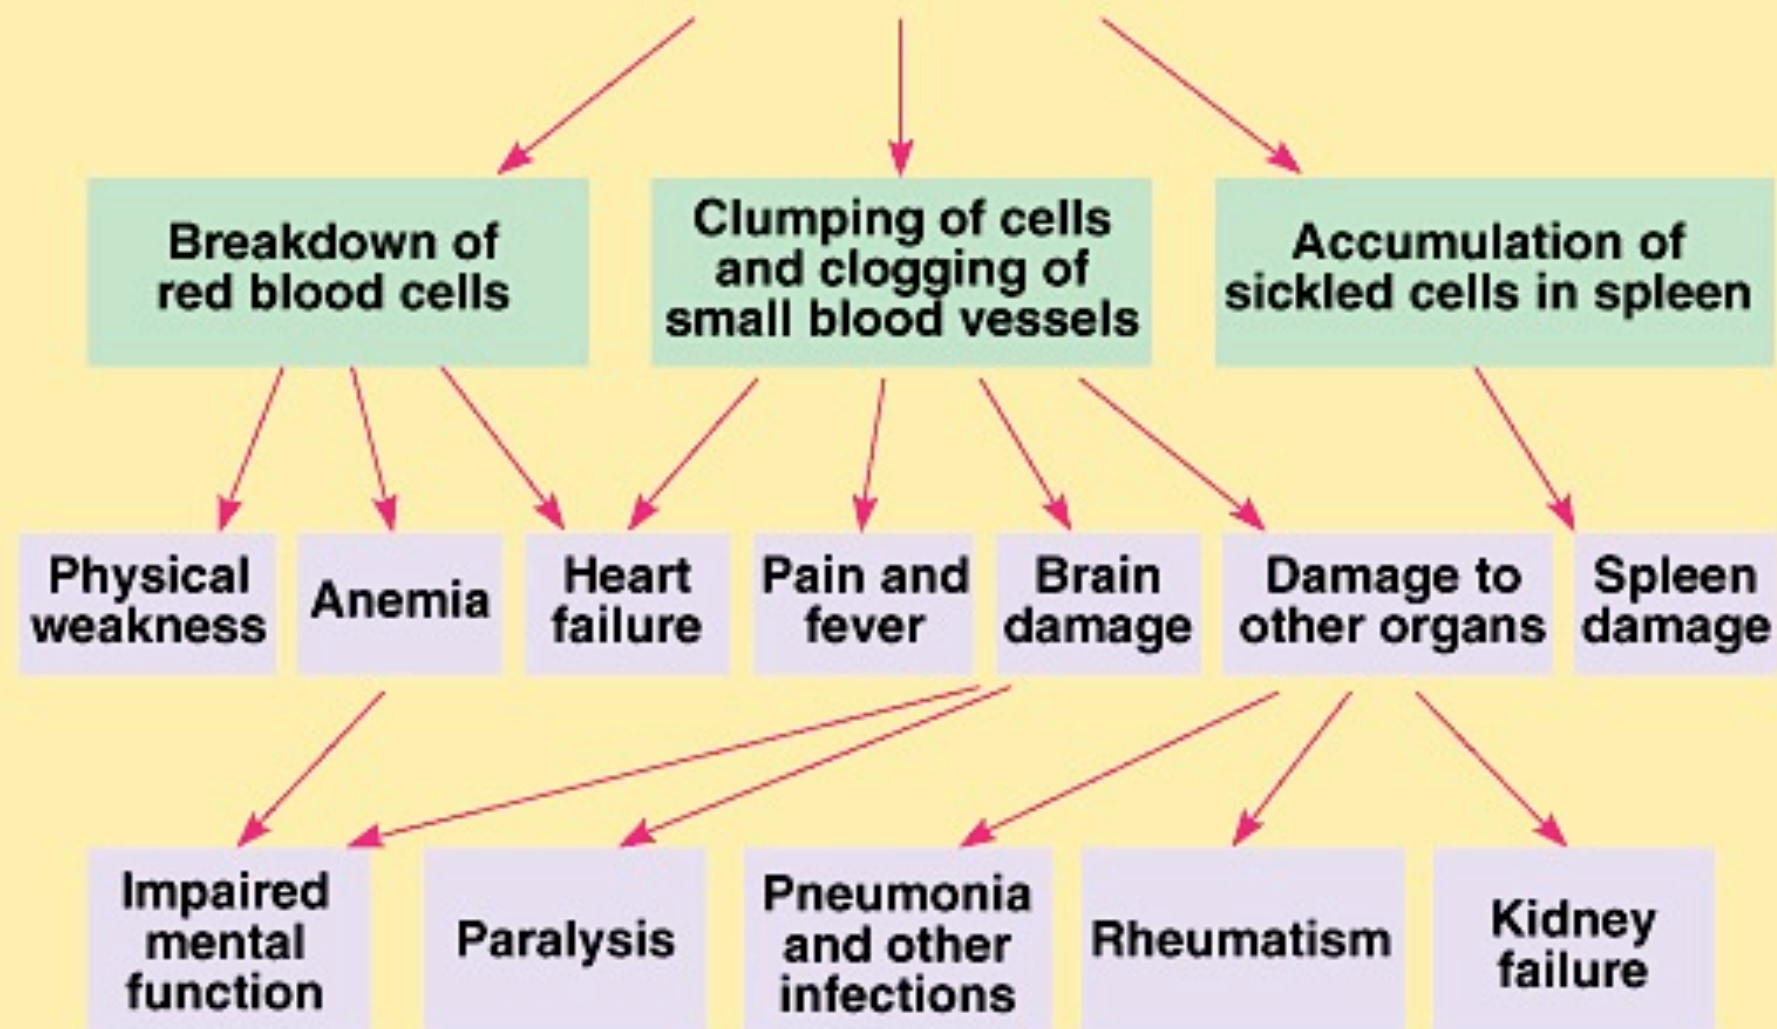 Breakdown of
red blood cells
Clumping of cells
and clogging of
small blood vessels
Accumulation of
sickled cells in spleen
Physical
weakness
Anemia
Heart
failure
Pain and
fever
Brain
damage
Damage to
other organs
Spleen
damage
Impaired
mental
function
Paralysis
Pneumonia
and other
infections
Rheumatism
Kidney
failure